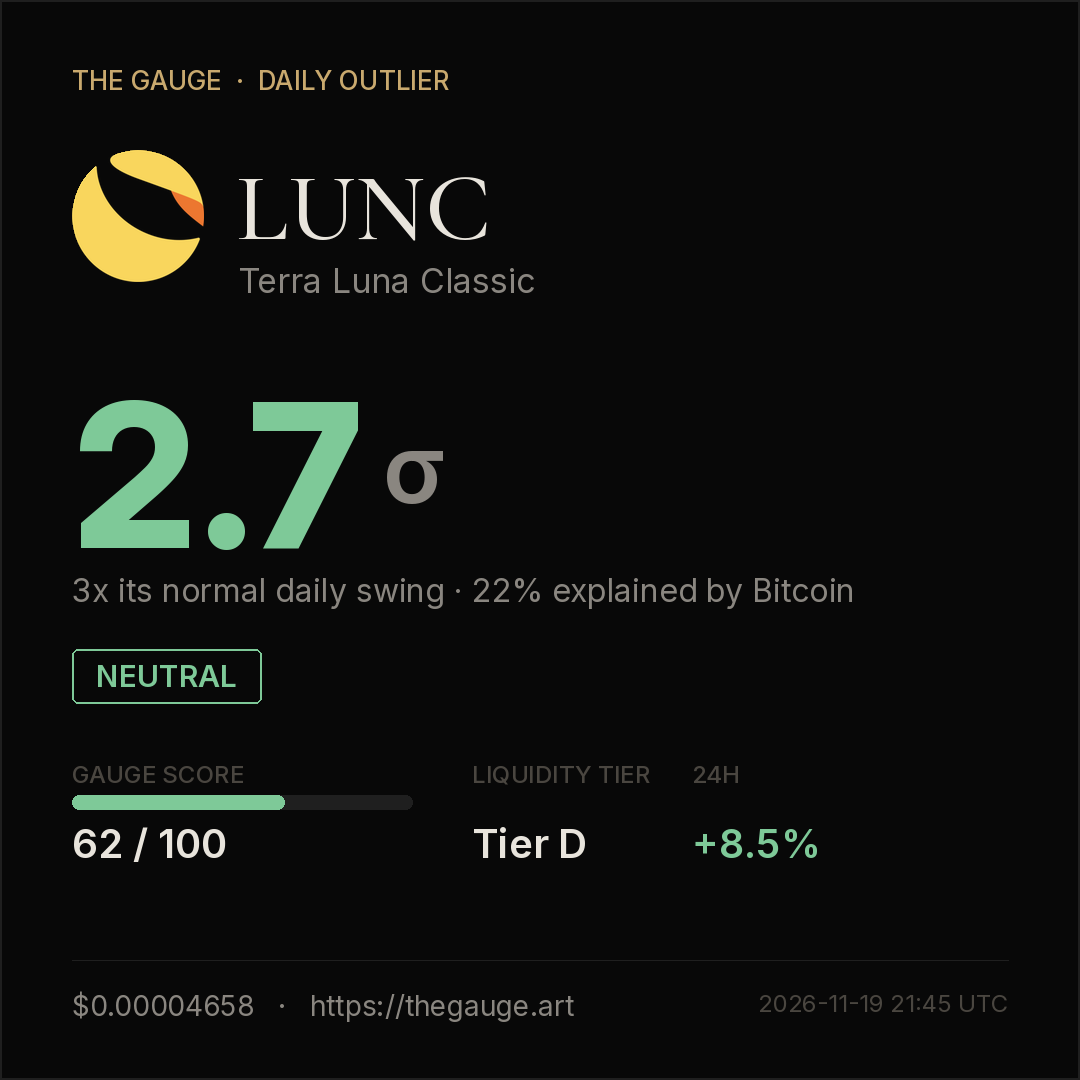 THE GAUGE · DAILY OUTLIER
LUNC
Terra Luna Classic
2.7 σ
3x its normal daily swing · 22% explained by Bitcoin
NEUTRAL
GAUGE SCORE LIQUIDITY TIER 24H
62 / 100 Tier D +8.5%
$0.00004658 · https://thegauge.art 2026-11-19 21:45 UTC